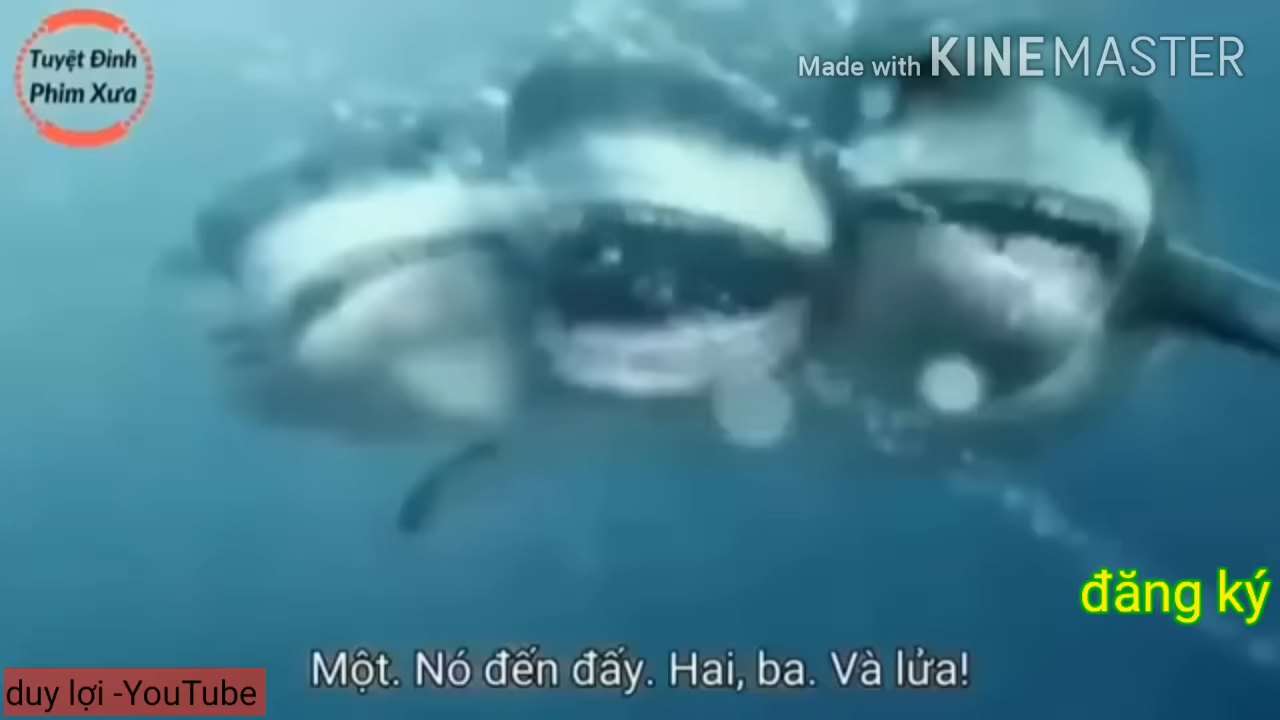 Tuyệt Đinh
Phim Xưa
Made with KINEMASTER
đăng ký
Một. Nó đến đấy. Hai, ba. Và lửa!
duy lợi -YouTube